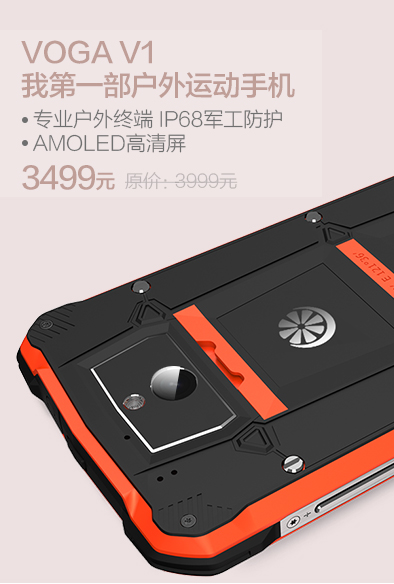 VOGA V1
我第一部户外运动手机
• 专业户外终端 IP68军工防护
• AMOLED高清屏
3499元 原价：3999元